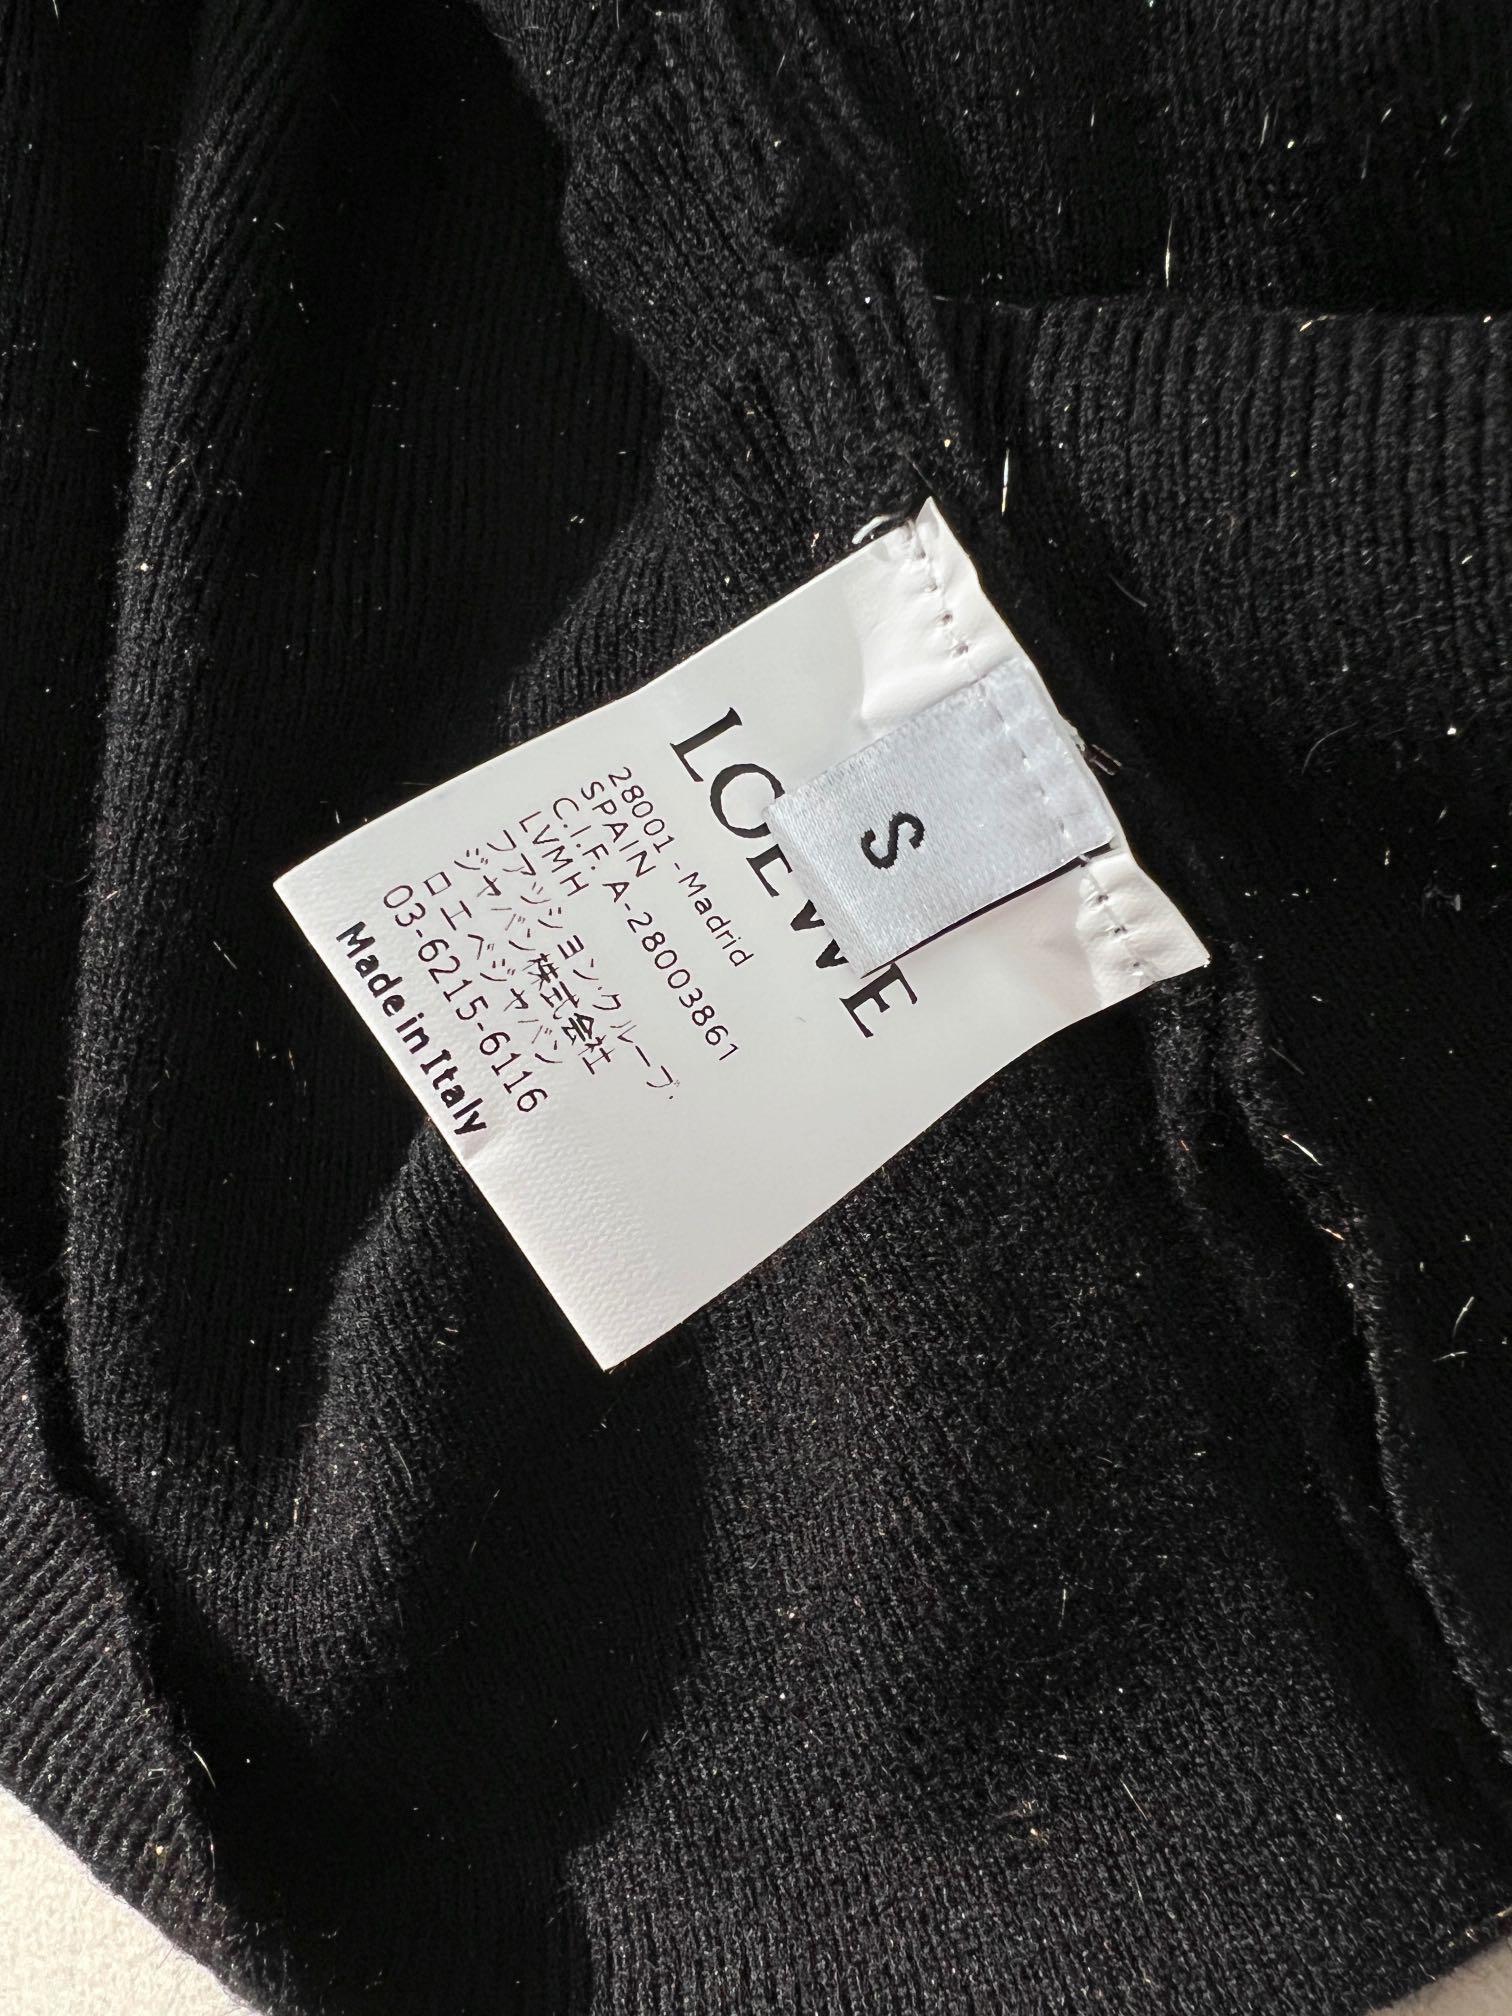 LOEWE
S
28001 - Madrid
SPAIN
C.I.F. A-28003861
LVMH
ファッション・グループ・
ジャパン株式会社
ロエベジャパン
03-6215-6116
Made in Italy